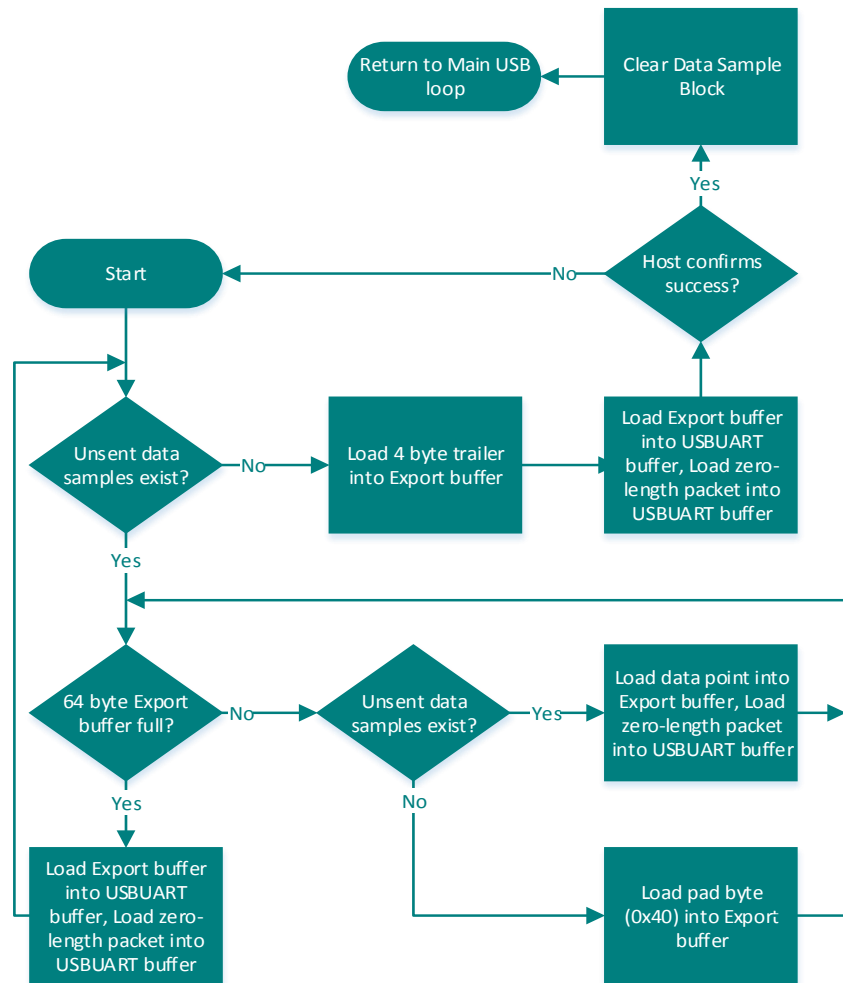 Return to Main USB
loop
Clear Data Sample
Block
Yes
Start
No
Host confirms
success?
Unsent data
samples exist?
No
Load 4 byte trailer
into Export buffer
Load Export buffer
into USBUART
buffer, Load zero-
length packet into
USBUART buffer
Yes
64 byte Export
buffer full?
No
Unsent data
samples exist?
Yes
Load data point into
Export buffer, Load
zero-length packet
into USBUART buffer
Yes
No
Load Export buffer
into USBUART
buffer, Load zero-
length packet into
USBUART buffer
Load pad byte
(0x40) into Export
buffer